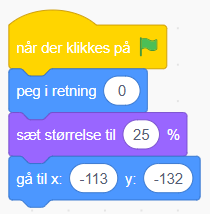 når der klikkes på
peg i retning 0
sæt størrelse til 25 %
gå til x: -113 y: -132